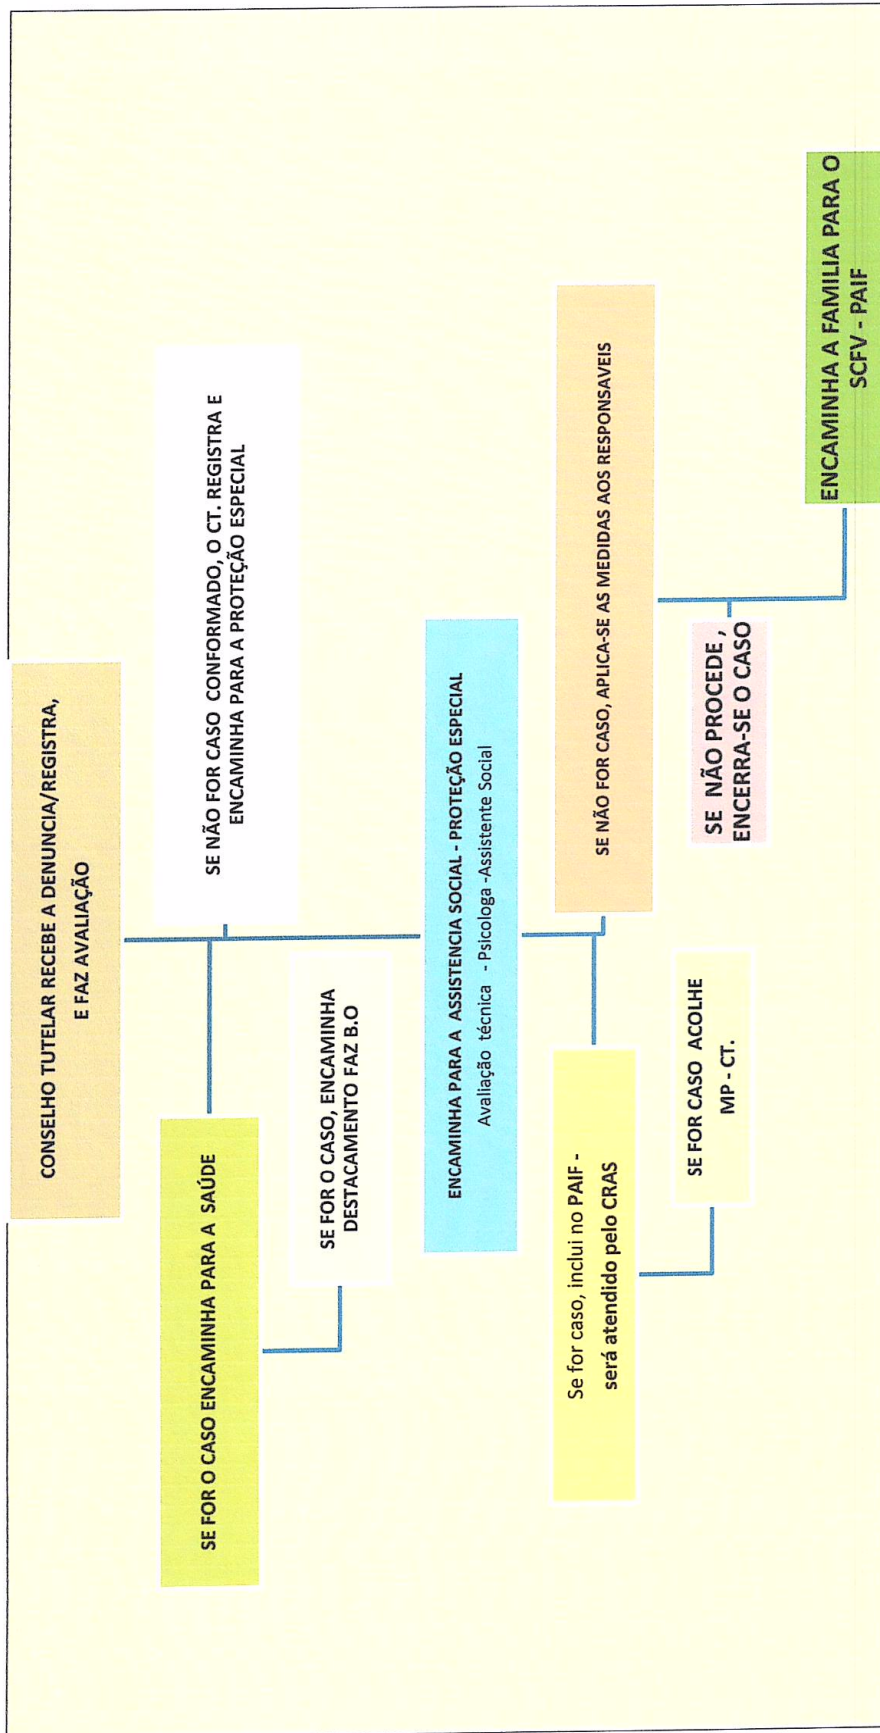 CONSELHO TUTELAR RECEBE A DENUNCIA/REGISTRA,
E FAZ AVALIAÇÃO
SE FOR O CASO ENCAMINHA PARA A SAÚDE
SE NÃO FOR CASO CONFORMADO, O CT. REGISTRA E
ENCAMINHA PARA A PROTEÇÃO ESPECIAL
SE FOR O CASO, ENCAMINHA
DESTACAMENTO FAZ B.O
ENCAMINHA PARA A ASSISTENCIA SOCIAL - PROTEÇÃO ESPECIAL
Avaliação técnica - Psicologa -Assistente Social
Se for caso, inclui no PAIF -
será atendido pelo CRAS
SE NÃO FOR CASO, APLICA-SE AS MEDIDAS AOS RESPONSAVEIS
SE FOR CASO ACOLHE
MP - CT.
SE NÃO PROCEDE ,
ENCERRA-SE O CASO
ENCAMINHA A FAMILIA PARA O
SCFV - PAIF